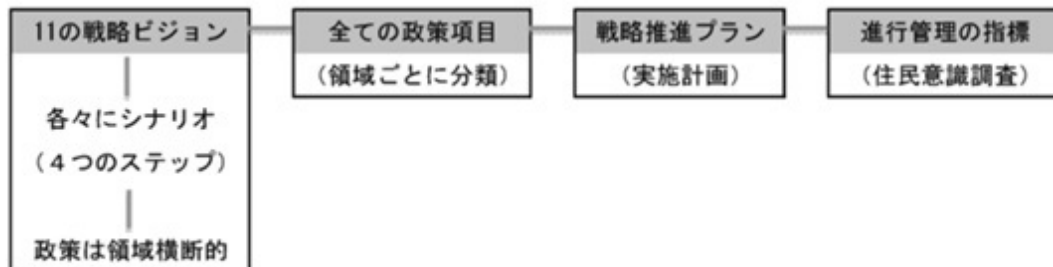 11の戦略ビジョン
各々にシナリオ
(４つのステップ)
政策は領域横断的
全ての政策項目
(領域ごとに分類)
戦略推進プラン
(実施計画)
進行管理の指標
(住民意識調査)